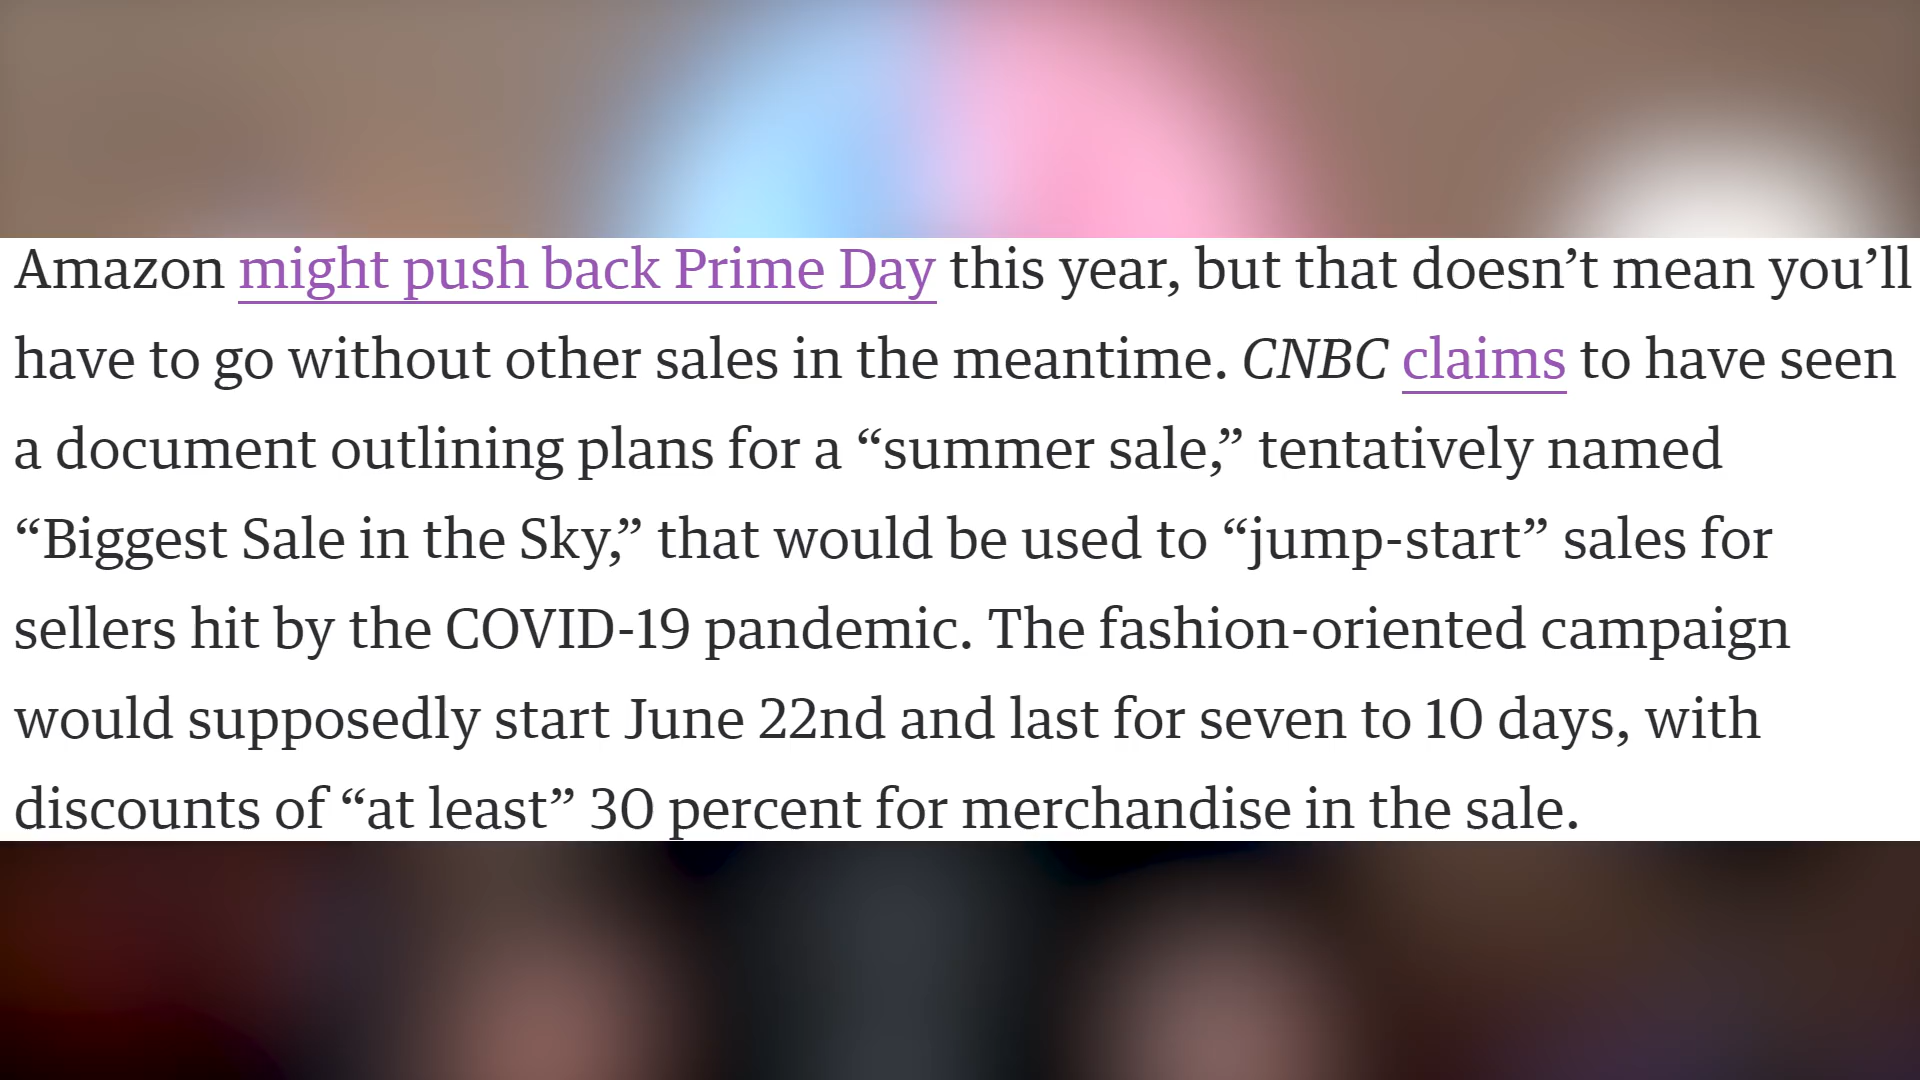 Amazon might push back Prime Day this year, but that doesn’t mean you’ll
have to go without other sales in the meantime. CNBC claims to have seen
a document outlining plans for a “summer sale,” tentatively named
“Biggest Sale in the Sky,” that would be used to “jump-start” sales for
sellers hit by the COVID-19 pandemic. The fashion-oriented campaign
would supposedly start June 22nd and last for seven to 10 days, with
discounts of “at least” 30 percent for merchandise in the sale.